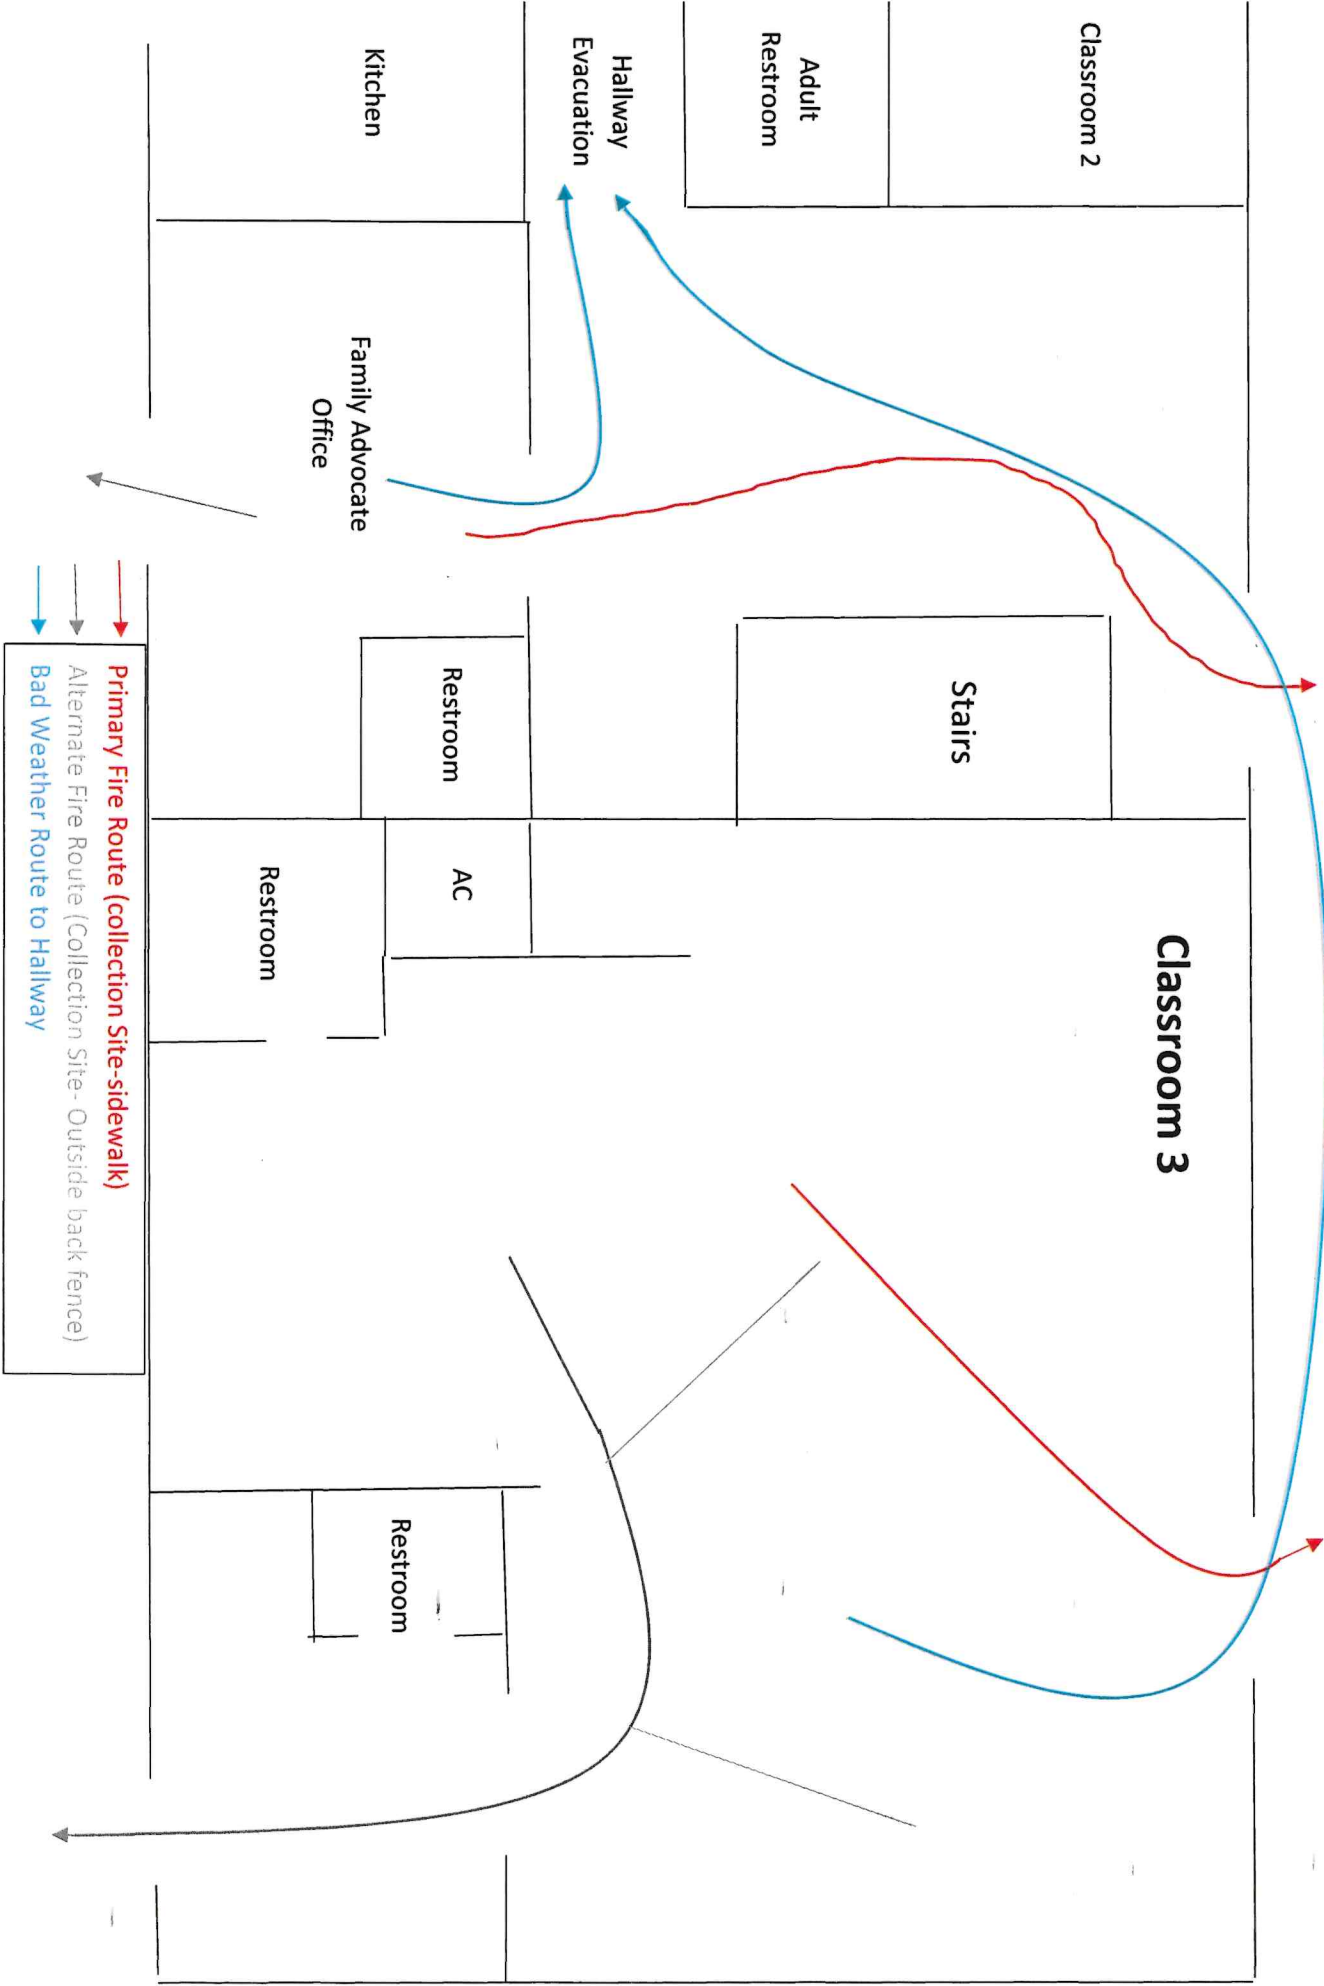 Classroom 2
Adult
Restroom
Hallway
Evacuation
Kitchen
Family Advocate
Office
Stairs
Restroom
Classroom 3
AC
Restroom
Restroom
Primary Fire Route (collection Site-sidewalk)
Alternate Fire Route (Collection Site- Outside back fence)
Bad Weather Route to Hallway